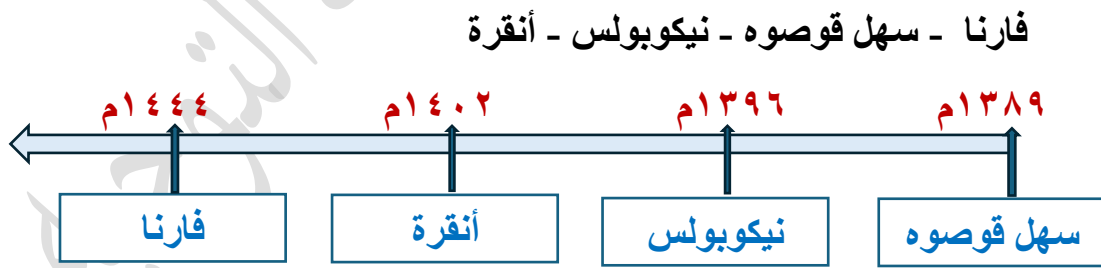 فارنا - سهل قوصوه - نيكوبولس - أنقرة
١٣٨٩م ١٣٩٦م ١٤٠٢م ١٤٤٤م
سهل قوصوه نيكوبولس أنقرة فارنا